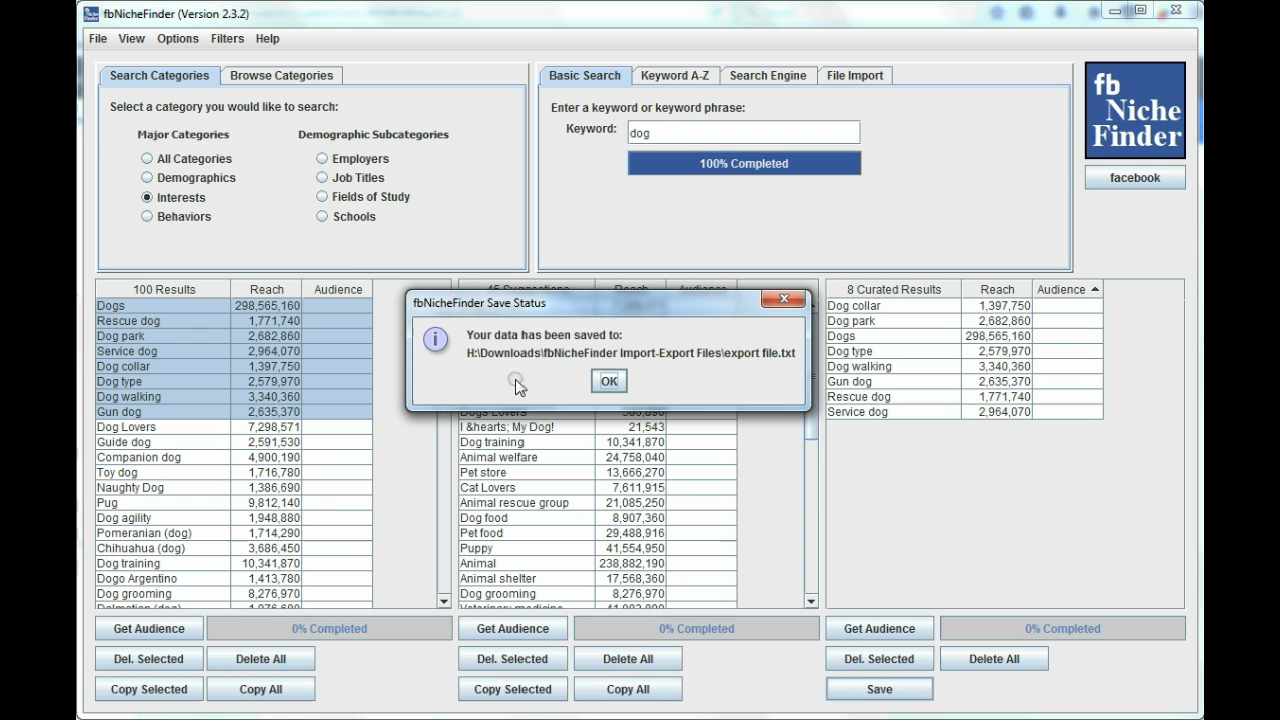 fbNicheFinder (Version 2.3.2)
File View Options Filters Help
Search Categories Browse Categories
Select a category you would like to search:
Major Categories Demographic Subcategories
All Categories Employers
Demographics Job Titles
Interests Fields of Study
Behaviors Schools
Basic Search Keyword A-Z Search Engine File Import
Enter a keyword or keyword phrase:
Keyword: dog
100% Completed
fb
Niche
Finder
facebook
100 Results Reach Audience
Dogs 298,565,160
Rescue dog 1,771,740
Dog park 2,682,860
Service dog 2,964,070
Dog collar 1,397,750
Dog type 2,579,970
Dog walking 3,340,360
Gun dog 2,635,370
Dog Lovers 7,298,571
Guide dog 2,591,530
Companion dog 4,900,190
Toy dog 1,716,780
Naughty Dog 1,386,690
Pug 9,812,140
Dog agility 1,948,880
Pomeranian (dog) 1,714,290
Chihuahua (dog) 3,686,450
Dog training 10,341,870
Dogo Argentino 1,413,780
Dog grooming 8,276,970
Dalmatian (dog)
45 Suggestions Reach Audience
fbNicheFinder Save Status
Your data has been saved to:
H:\Downloads\fbNicheFinder Import-Export Files\export file.txt
OK
Dogs Lovers
I &hearts; My Dog! 21,543
Dog training 10,341,870
Animal welfare 24,758,040
Pet store 13,666,270
Cat Lovers 7,611,915
Animal rescue group 21,085,250
Dog food 8,907,360
Pet food 29,488,916
Puppy 41,554,950
Animal 238,882,190
Animal shelter 17,568,360
Dog grooming 8,276,970
Veterinary medicine
8 Curated Results Reach Audience
Dog collar 1,397,750
Dog park 2,682,860
Dogs 298,565,160
Dog type 2,579,970
Dog walking 3,340,360
Gun dog 2,635,370
Rescue dog 1,771,740
Service dog 2,964,070
Get Audience 0% Completed Get Audience 0% Completed Get Audience 0% Completed
Del. Selected Delete All Del. Selected Delete All Del. Selected Delete All
Copy Selected Copy All Copy Selected Copy All Save